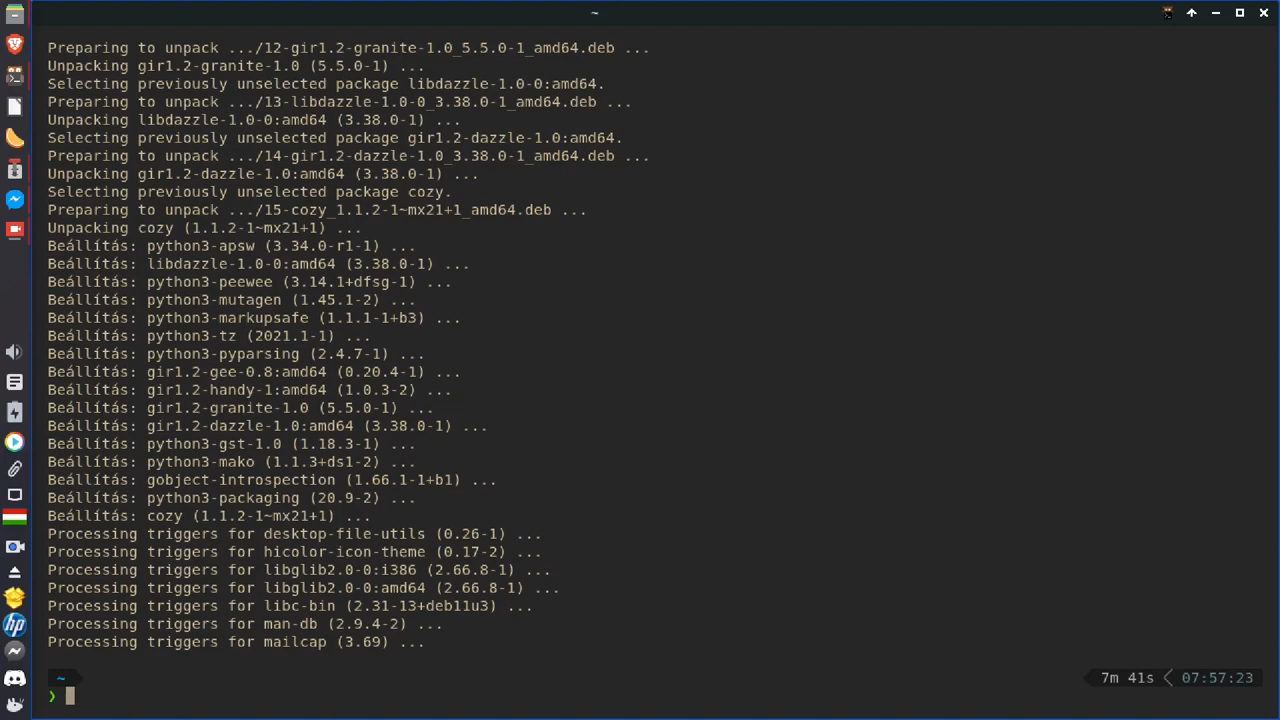 ~
Preparing to unpack .../12-gir1.2-granite-1.0_5.5.0-1_amd64.deb ...
Unpacking gir1.2-granite-1.0 (5.5.0-1) ...
Selecting previously unselected package libdazzle-1.0-0:amd64.
Preparing to unpack .../13-libdazzle-1.0-0_3.38.0-1_amd64.deb ...
Unpacking libdazzle-1.0-0:amd64 (3.38.0-1) ...
Selecting previously unselected package gir1.2-dazzle-1.0:amd64.
Preparing to unpack .../14-gir1.2-dazzle-1.0_3.38.0-1_amd64.deb ...
Unpacking gir1.2-dazzle-1.0:amd64 (3.38.0-1) ...
Selecting previously unselected package cozy.
Preparing to unpack .../15-cozy_1.1.2-1~mx21+1_amd64.deb ...
Unpacking cozy (1.1.2-1~mx21+1) ...
Beállítás: python3-apsw (3.34.0-r1-1) ...
Beállítás: libdazzle-1.0-0:amd64 (3.38.0-1) ...
Beállítás: python3-peewee (3.14.1+dfsg-1) ...
Beállítás: python3-mutagen (1.45.1-2) ...
Beállítás: python3-markupsafe (1.1.1-1+b3) ...
Beállítás: python3-tz (2021.1-1) ...
Beállítás: python3-pyparsing (2.4.7-1) ...
Beállítás: gir1.2-gee-0.8:amd64 (0.20.4-1) ...
Beállítás: gir1.2-handy-1:amd64 (1.0.3-2) ...
Beállítás: gir1.2-granite-1.0 (5.5.0-1) ...
Beállítás: gir1.2-dazzle-1.0:amd64 (3.38.0-1) ...
Beállítás: python3-gst-1.0 (1.18.3-1) ...
Beállítás: python3-mako (1.1.3+ds1-2) ...
Beállítás: gobject-introspection (1.66.1-1+b1) ...
Beállítás: python3-packaging (20.9-2) ...
Beállítás: cozy (1.1.2-1~mx21+1) ...
Processing triggers for desktop-file-utils (0.26-1) ...
Processing triggers for hicolor-icon-theme (0.17-2) ...
Processing triggers for libglib2.0-0:i386 (2.66.8-1) ...
Processing triggers for libglib2.0-0:amd64 (2.66.8-1) ...
Processing triggers for libc-bin (2.31-13+deb11u3) ...
Processing triggers for man-db (2.9.4-2) ...
Processing triggers for mailcap (3.69) ...
~ 7m 41s 07:57:23
❯
hp